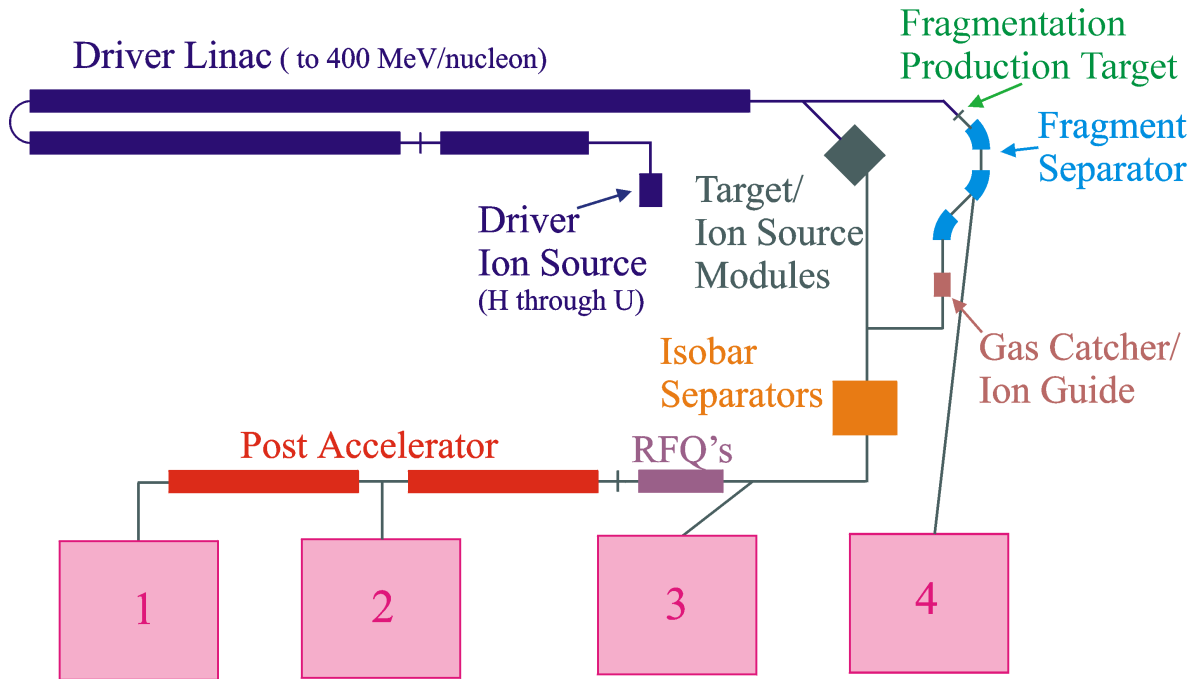 Driver Linac ( to 400 MeV/nucleon)
Fragmentation
Production Target
Fragment
Separator
Target/
Ion Source
Modules
Driver
Ion Source
(H through U)
Gas Catcher/
Ion Guide
Isobar
Separators
Post Accelerator
RFQ’s
1
2
3
4